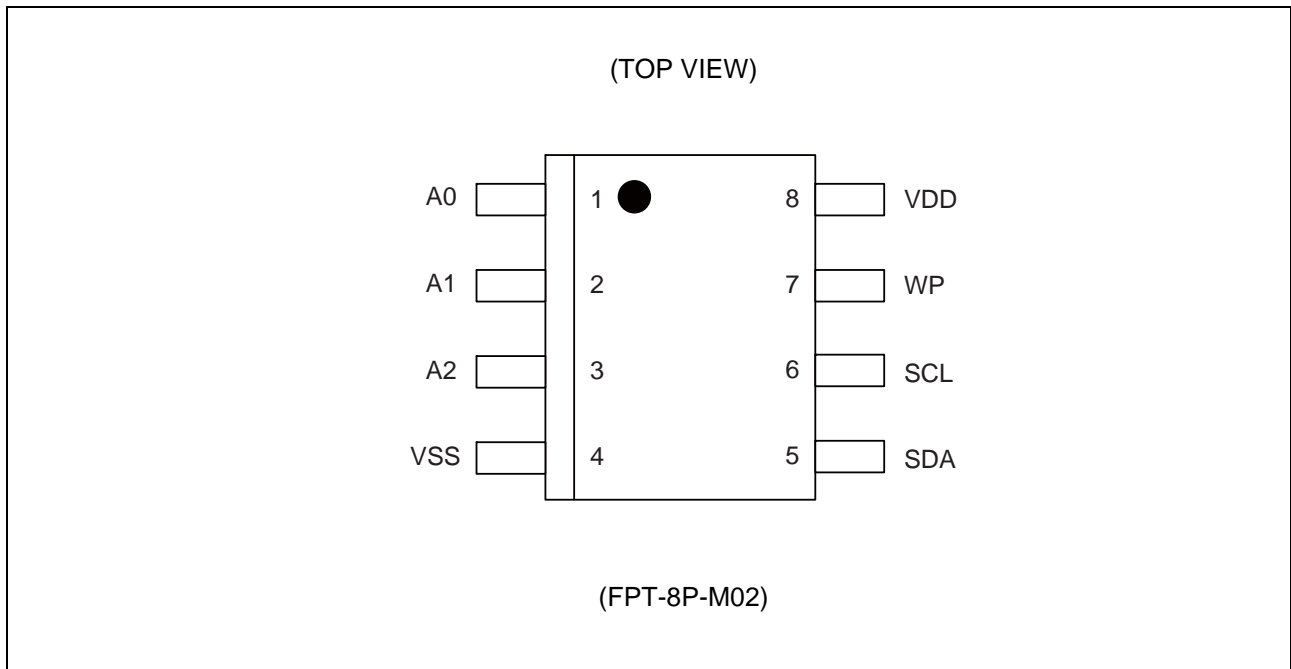 (TOP VIEW)
A0 1 8 VDD
A1 2 7 WP
A2 3 6 SCL
VSS 4 5 SDA
(FPT-8P-M02)